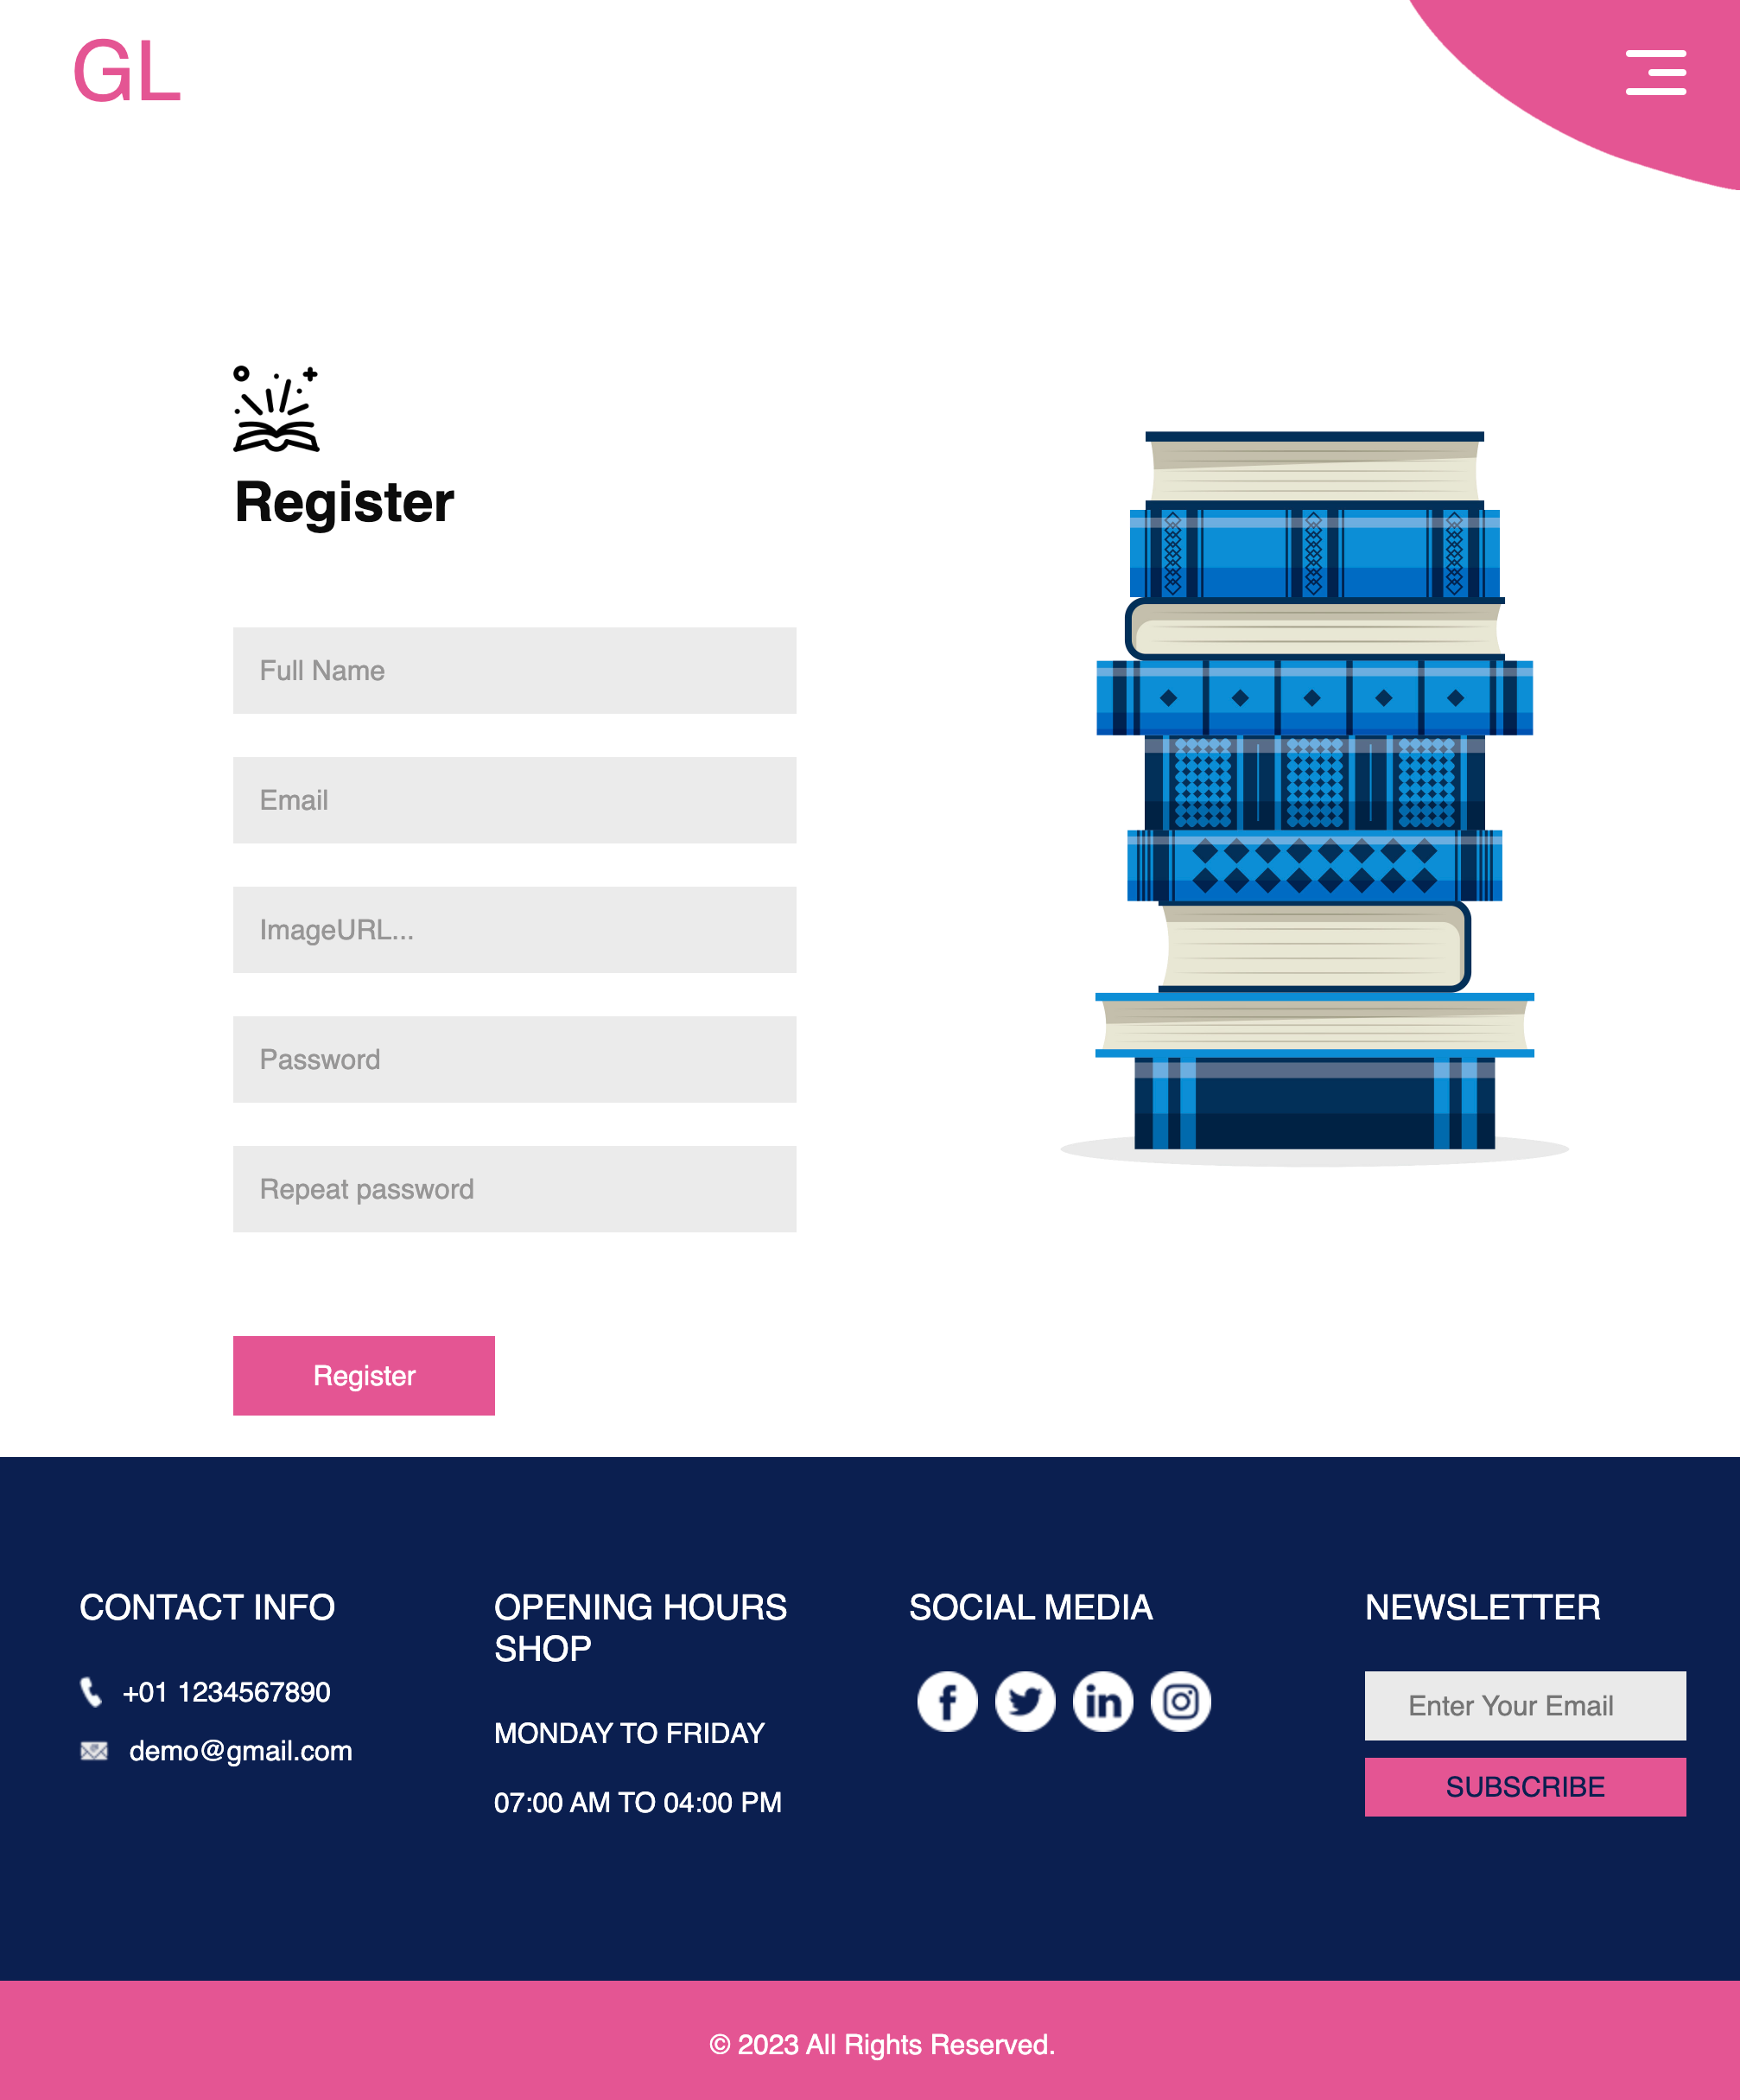 GL
Register
Full Name
Email
ImageURL...
Password
Repeat password
Register
CONTACT INFO
+01 1234567890
demo@gmail.com
OPENING HOURS
SHOP
MONDAY TO FRIDAY
07:00 AM TO 04:00 PM
SOCIAL MEDIA
NEWSLETTER
Enter Your Email
SUBSCRIBE
© 2023 All Rights Reserved.